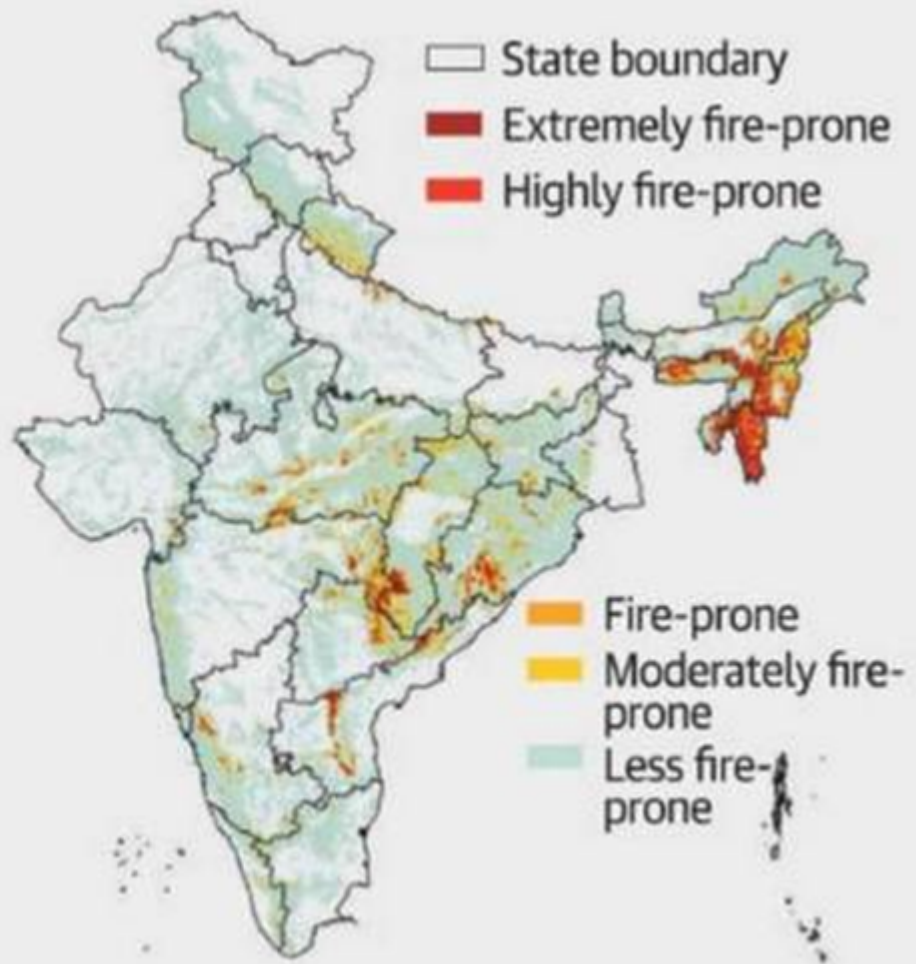 State boundary
Extremely fire-prone
Highly fire-prone
Fire-prone
Moderately fire-
prone
Less fire-
prone